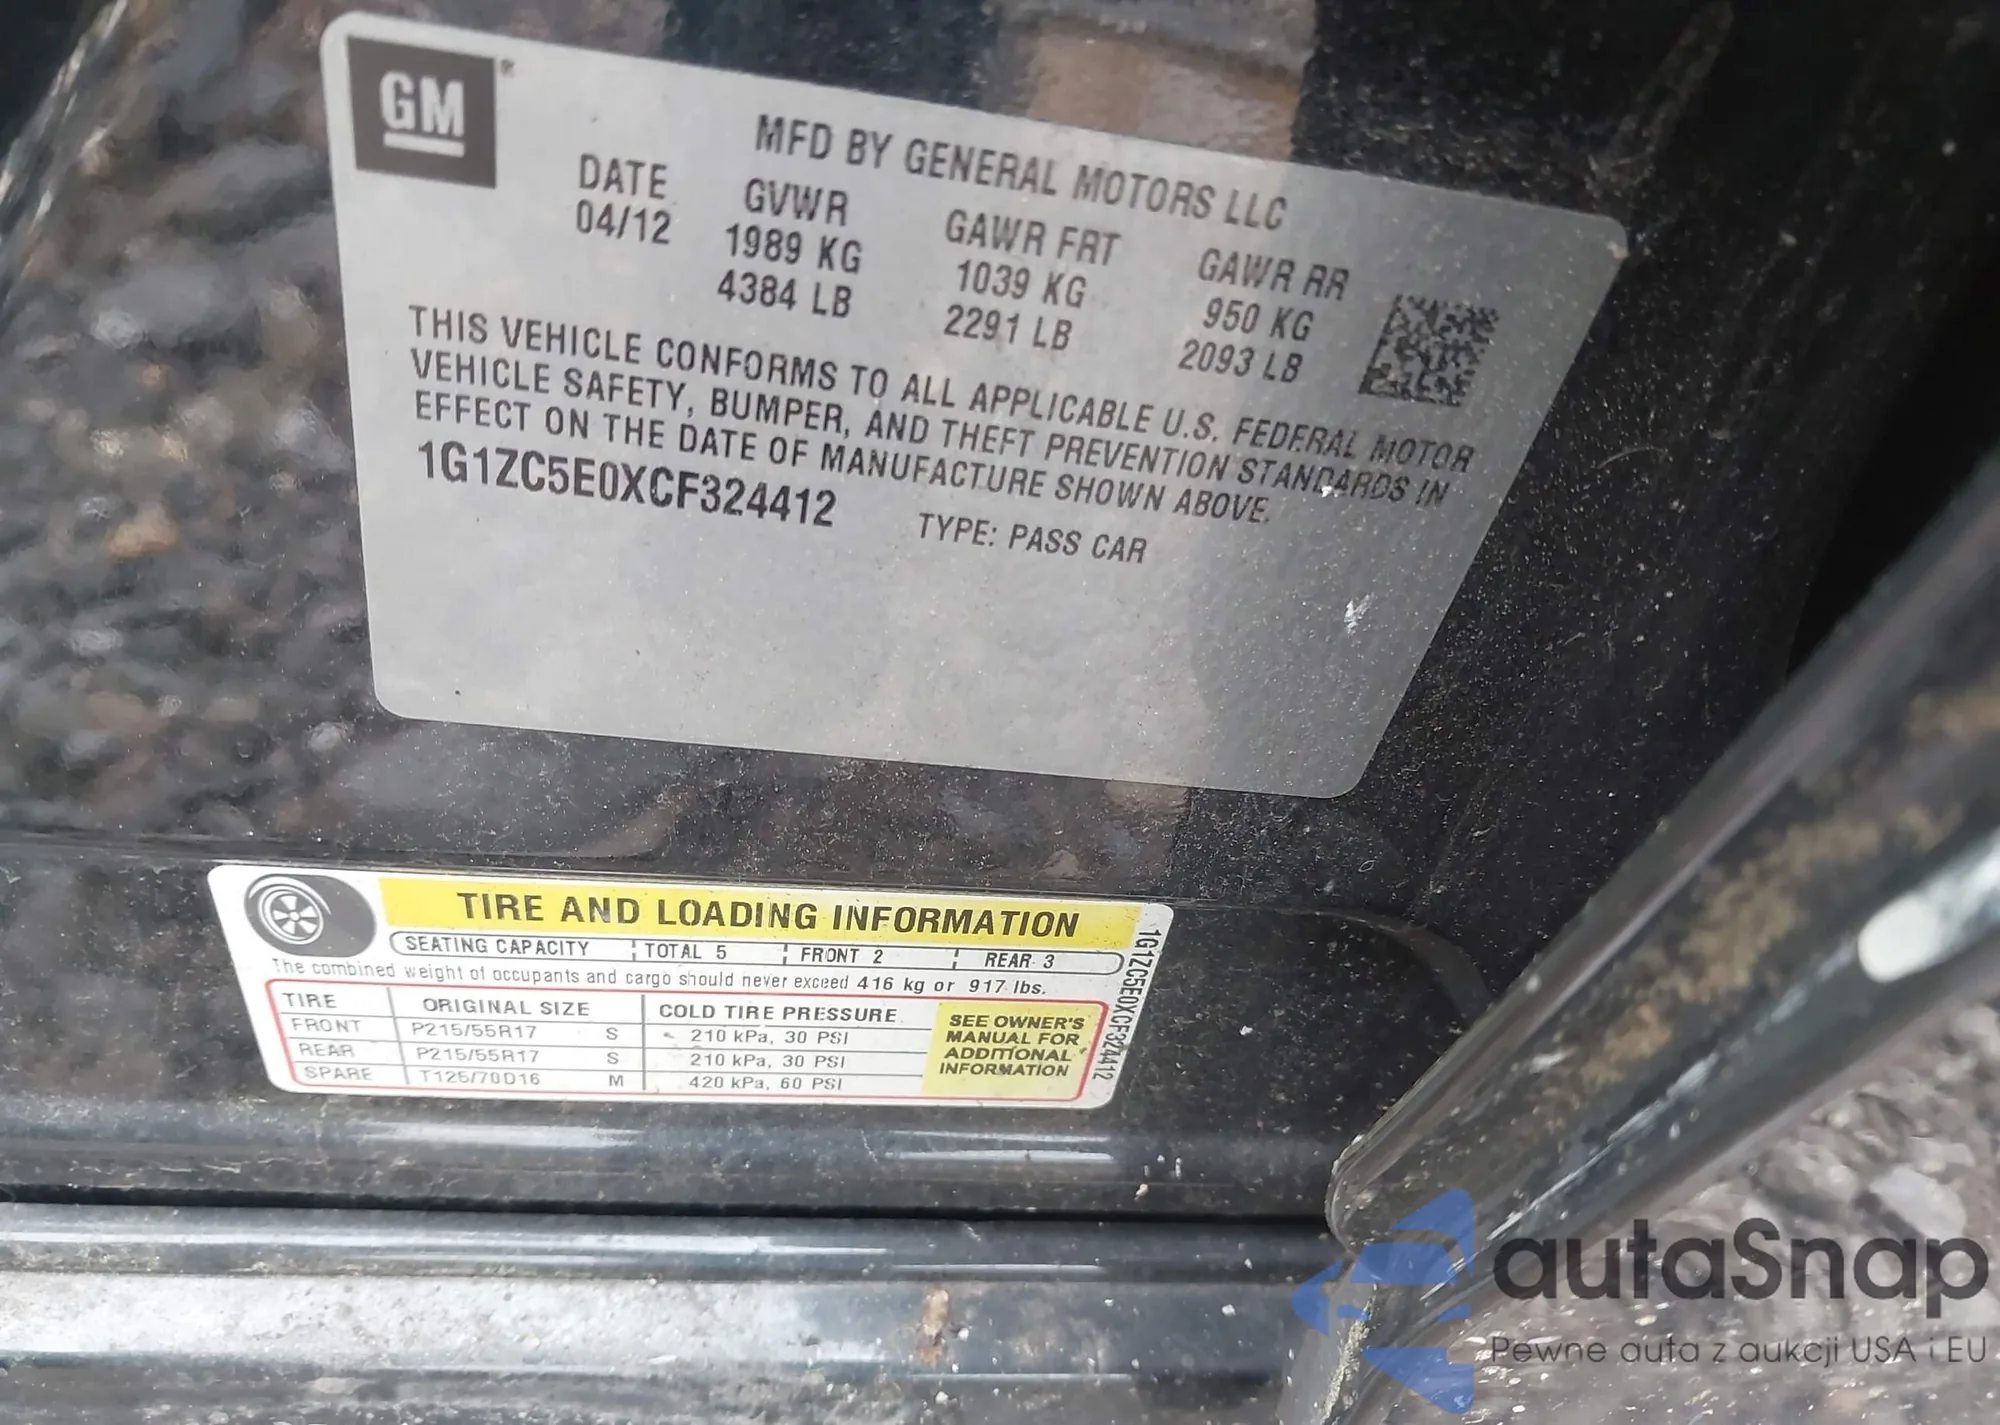 GM
MFD BY GENERAL MOTORS LLC
DATE GVWR GAWR FRT GAWR RR
04/12 1989 KG 1039 KG 950 KG
4384 LB 2291 LB 2093 LB
THIS VEHICLE CONFORMS TO ALL APPLICABLE U.S. FEDERAL MOTOR
VEHICLE SAFETY, BUMPER, AND THEFT PREVENTION STANDARDS IN
EFFECT ON THE DATE OF MANUFACTURE SHOWN ABOVE.
1G1ZC5E0XCF324412 TYPE: PASS CAR
TIRE AND LOADING INFORMATION
SEATING CAPACITY TOTAL 5 FRONT 2 REAR 3
The combined weight of occupants and cargo should never exceed 416 kg or 917 lbs.
TIRE ORIGINAL SIZE COLD TIRE PRESSURE
FRONT P215/55R17 S 210 kPa, 30 PSI
REAR P215/55R17 S 210 kPa, 30 PSI
SPARE T125/70D16 M 420 kPa, 60 PSI
SEE OWNER'S
MANUAL FOR
ADDITIONAL
INFORMATION
1G1ZC5E0XCF324412
autaSnap
Pewne auta z aukcji USA i EU